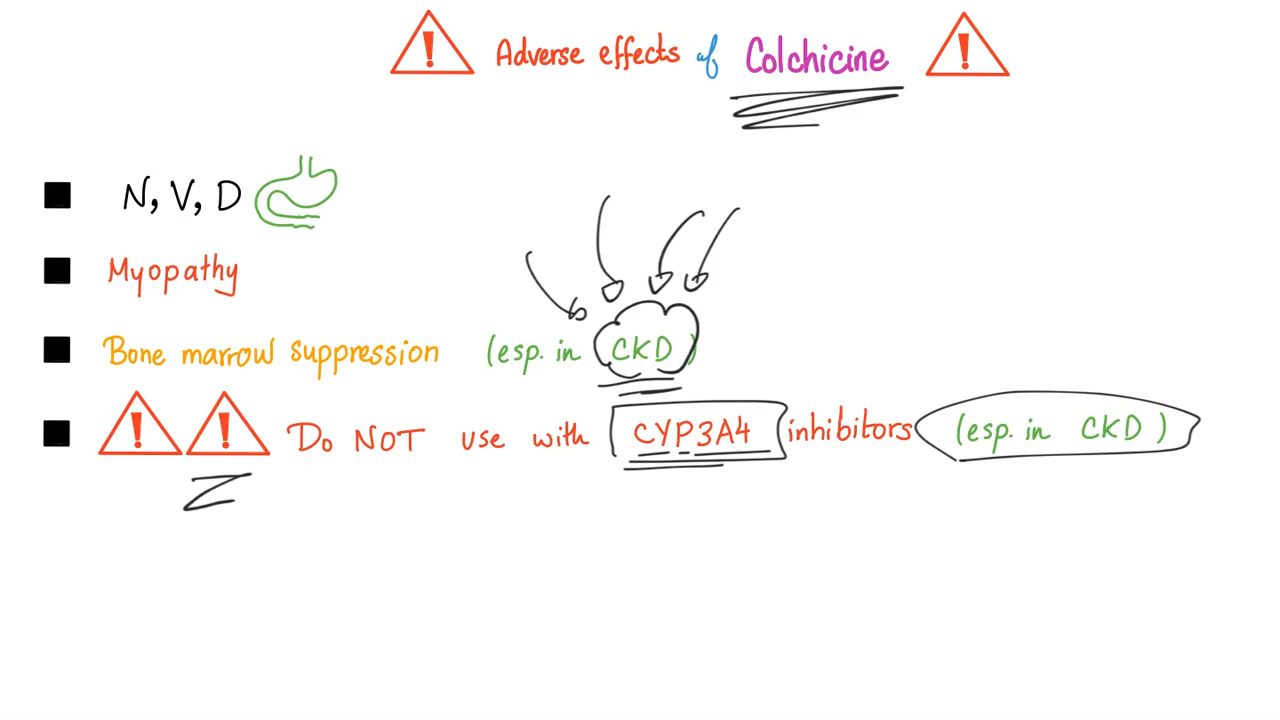 Adverse effects of Colchicine
N, V, D
Myopathy
Bone marrow suppression (esp. in CKD)
Do NOT use with CYP3A4 inhibitors (esp. in CKD)